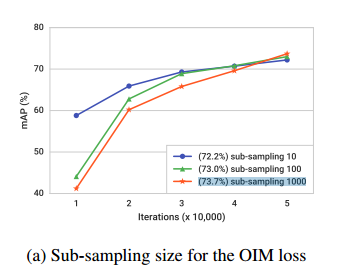 80
70
60
50
40
mAP (%)
(72.2%) sub-sampling 10
(73.0%) sub-sampling 100
(73.7%) sub-sampling 1000
1 2 3 4 5
Iterations (x 10,000)
(a) Sub-sampling size for the OIM loss